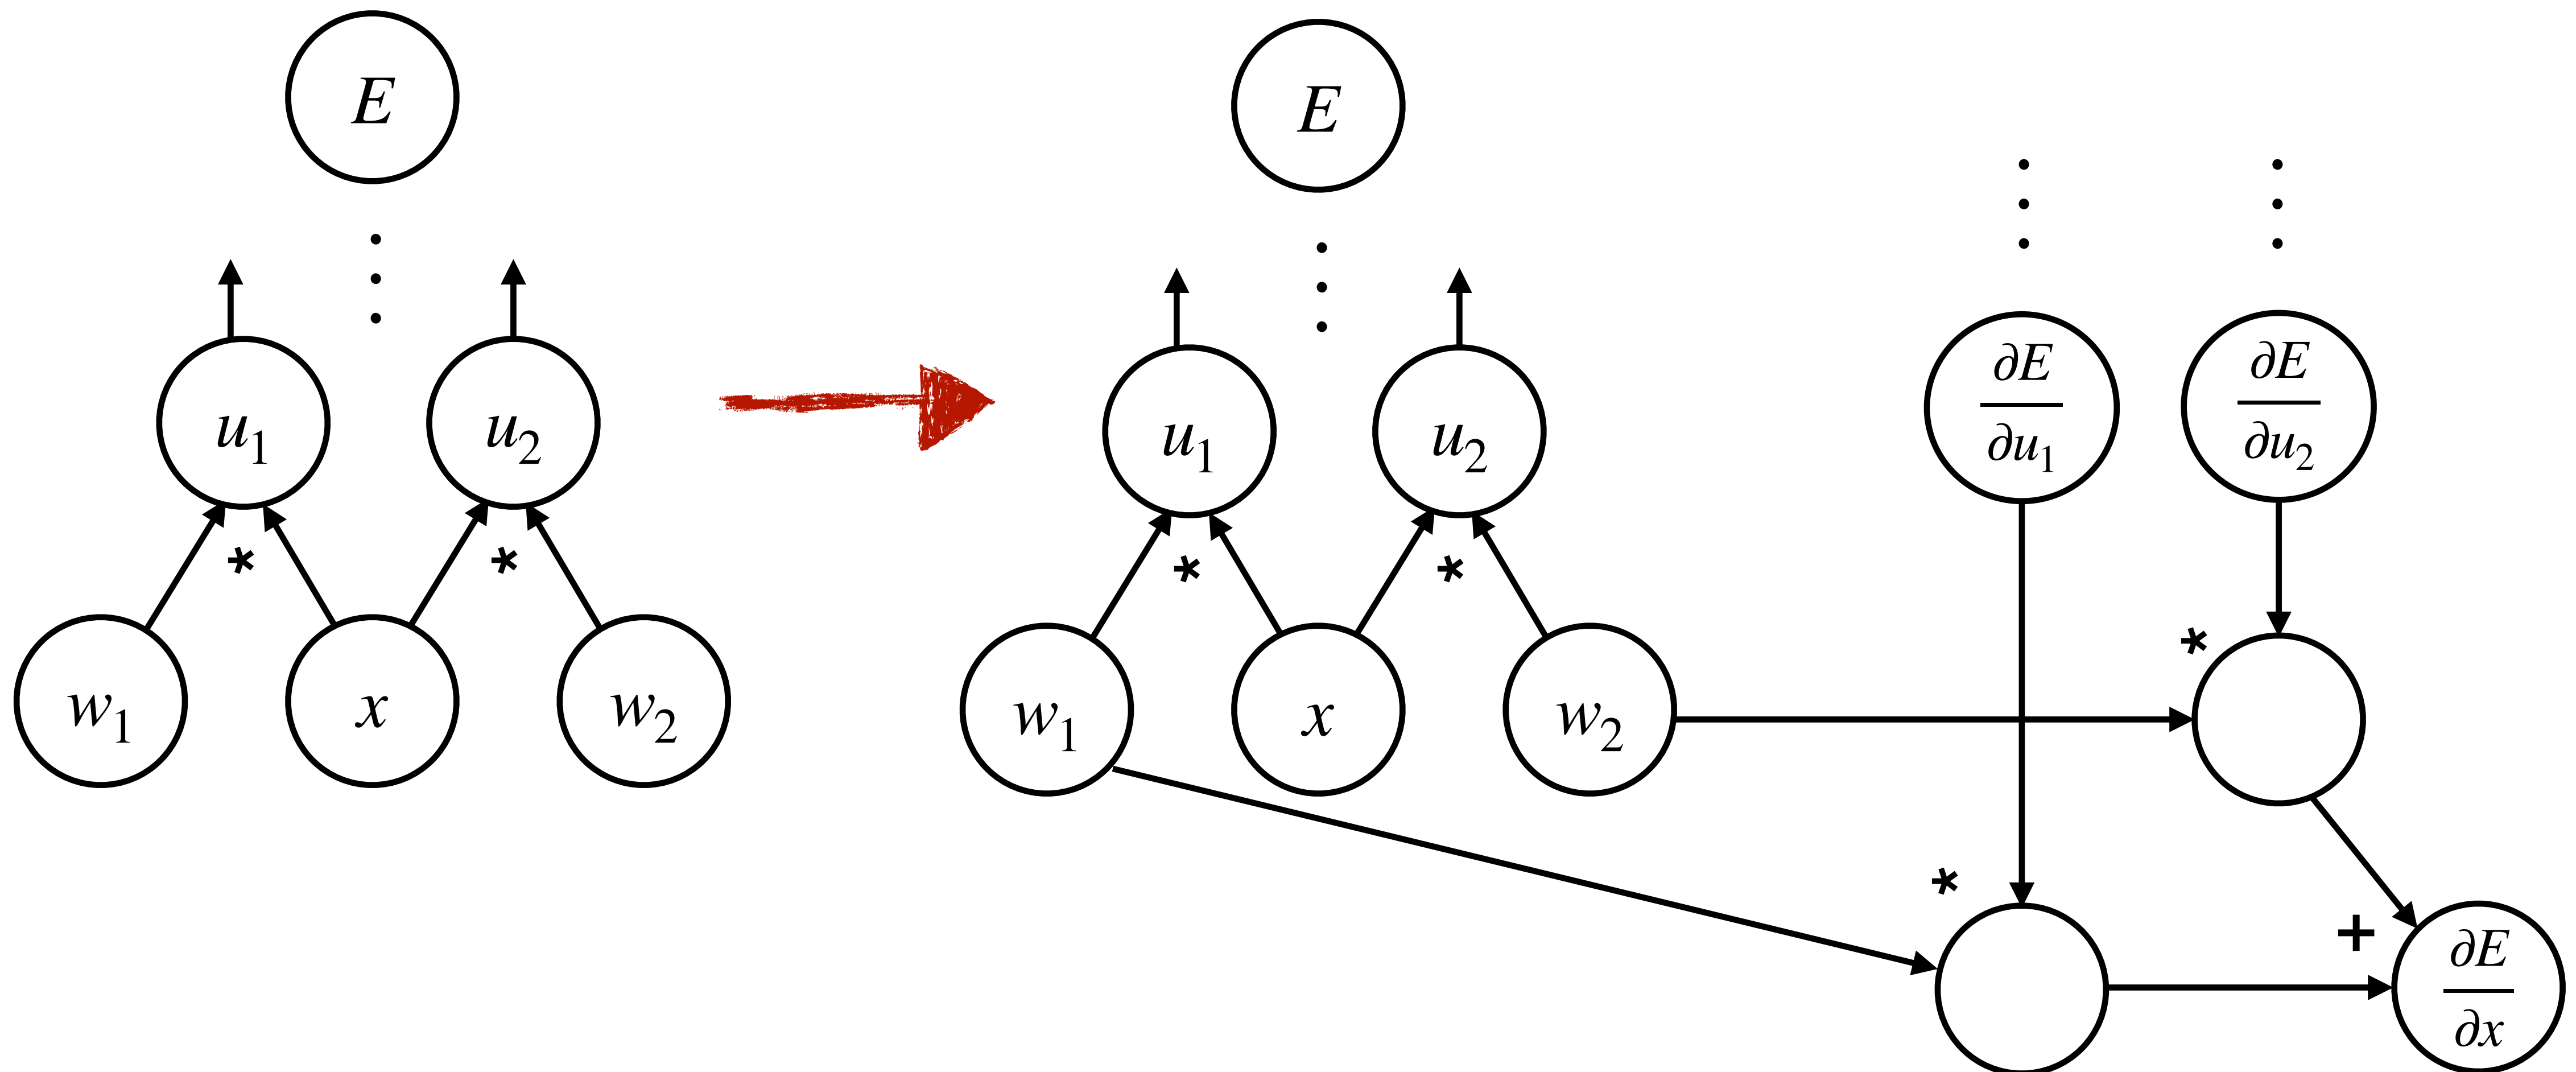 E
u₁ u₂
* *
w₁ x w₂
E
u₁ u₂
* *
w₁ x w₂
∂E/∂u₁ ∂E/∂u₂
*
*
+
∂E/∂x